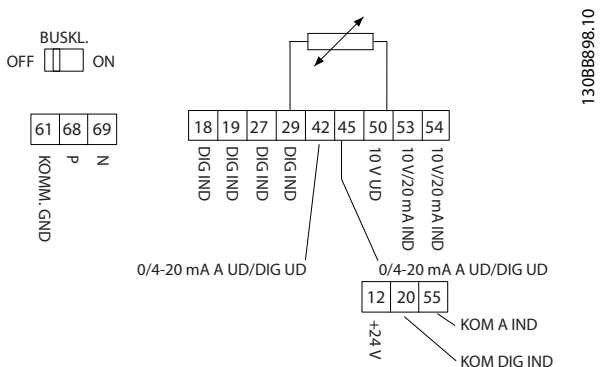 130BB898.10
BUSKL.
OFF ON
61 68 69
KOMM. GND
P
N
18 19 27 29 42 45 50 53 54
DIG IND
DIG IND
DIG IND
DIG IND
10 V UD
10 V/20 mA IND
10 V/20 mA IND
0/4-20 mA A UD/DIG UD
0/4-20 mA A UD/DIG UD
12 20 55
+24 V
KOM A IND
KOM DIG IND